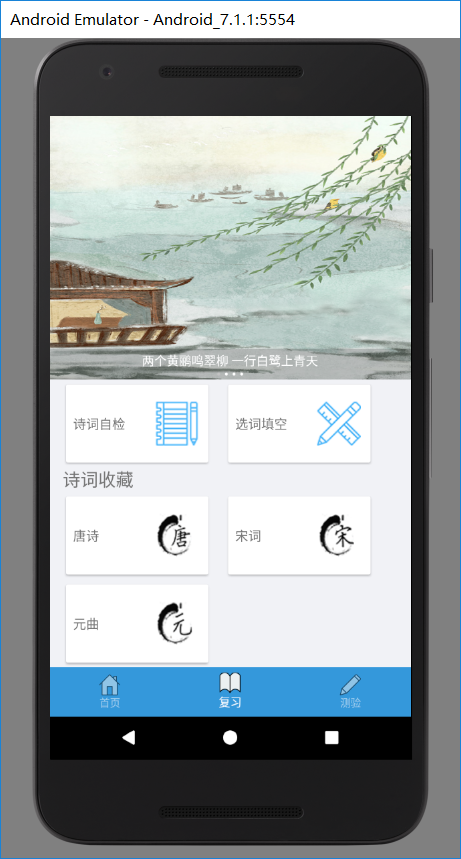 Android Emulator - Android_7.1.1:5554
两个黄鹂鸣翠柳 一行白鹭上青天
诗词自检
选词填空
诗词收藏
唐诗
唐
宋词
宋
元曲
元
首页
复习
测验